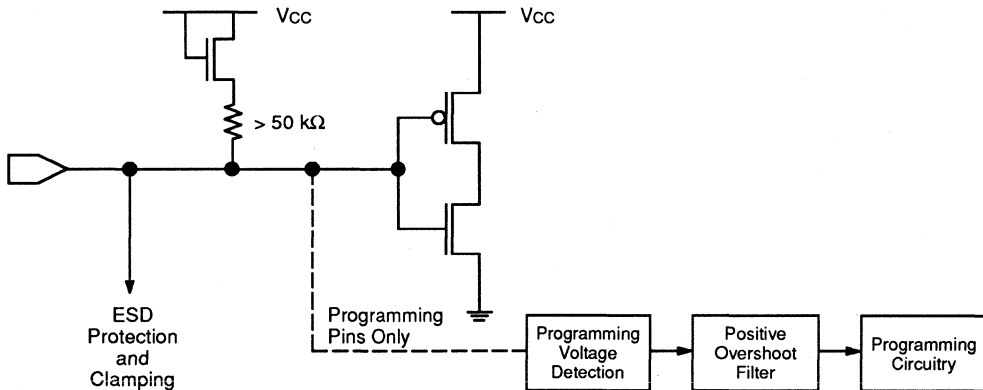 VCC
VCC
> 50 kΩ
ESD
Protection
and
Clamping
Programming
Pins Only
Programming
Voltage
Detection
Positive
Overshoot
Filter
Programming
Circuitry